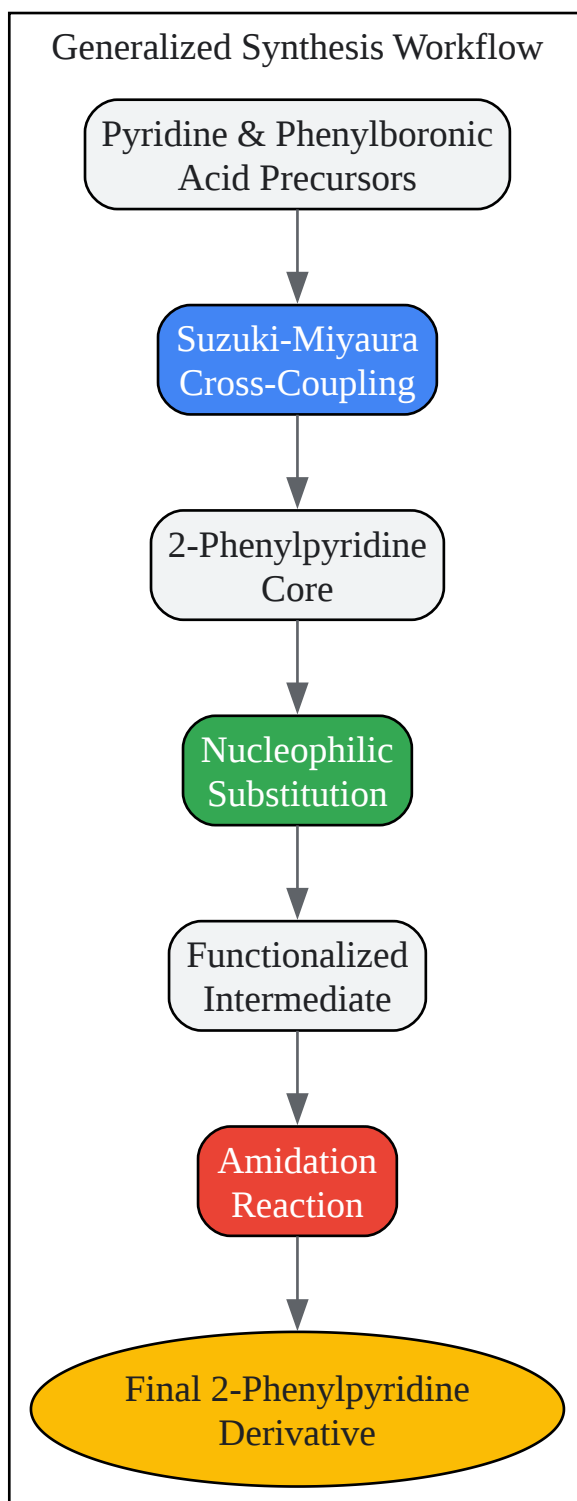 Generalized Synthesis Workflow
Pyridine & Phenylboronic
Acid Precursors
Suzuki-Miyaura
Cross-Coupling
2-Phenylpyridine
Core
Nucleophilic
Substitution
Functionalized
Intermediate
Amidation
Reaction
Final 2-Phenylpyridine
Derivative